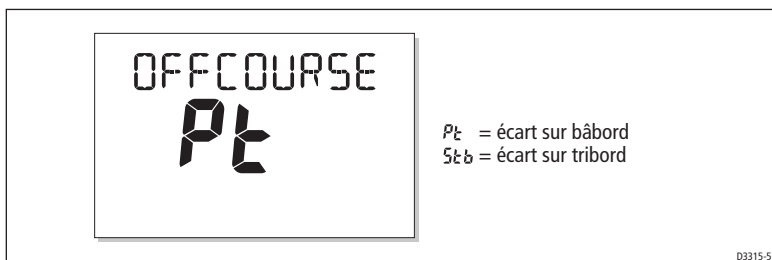 OFFCOURSE
Pt
Pt = écart sur bâbord
Stb = écart sur tribord
D3315-5